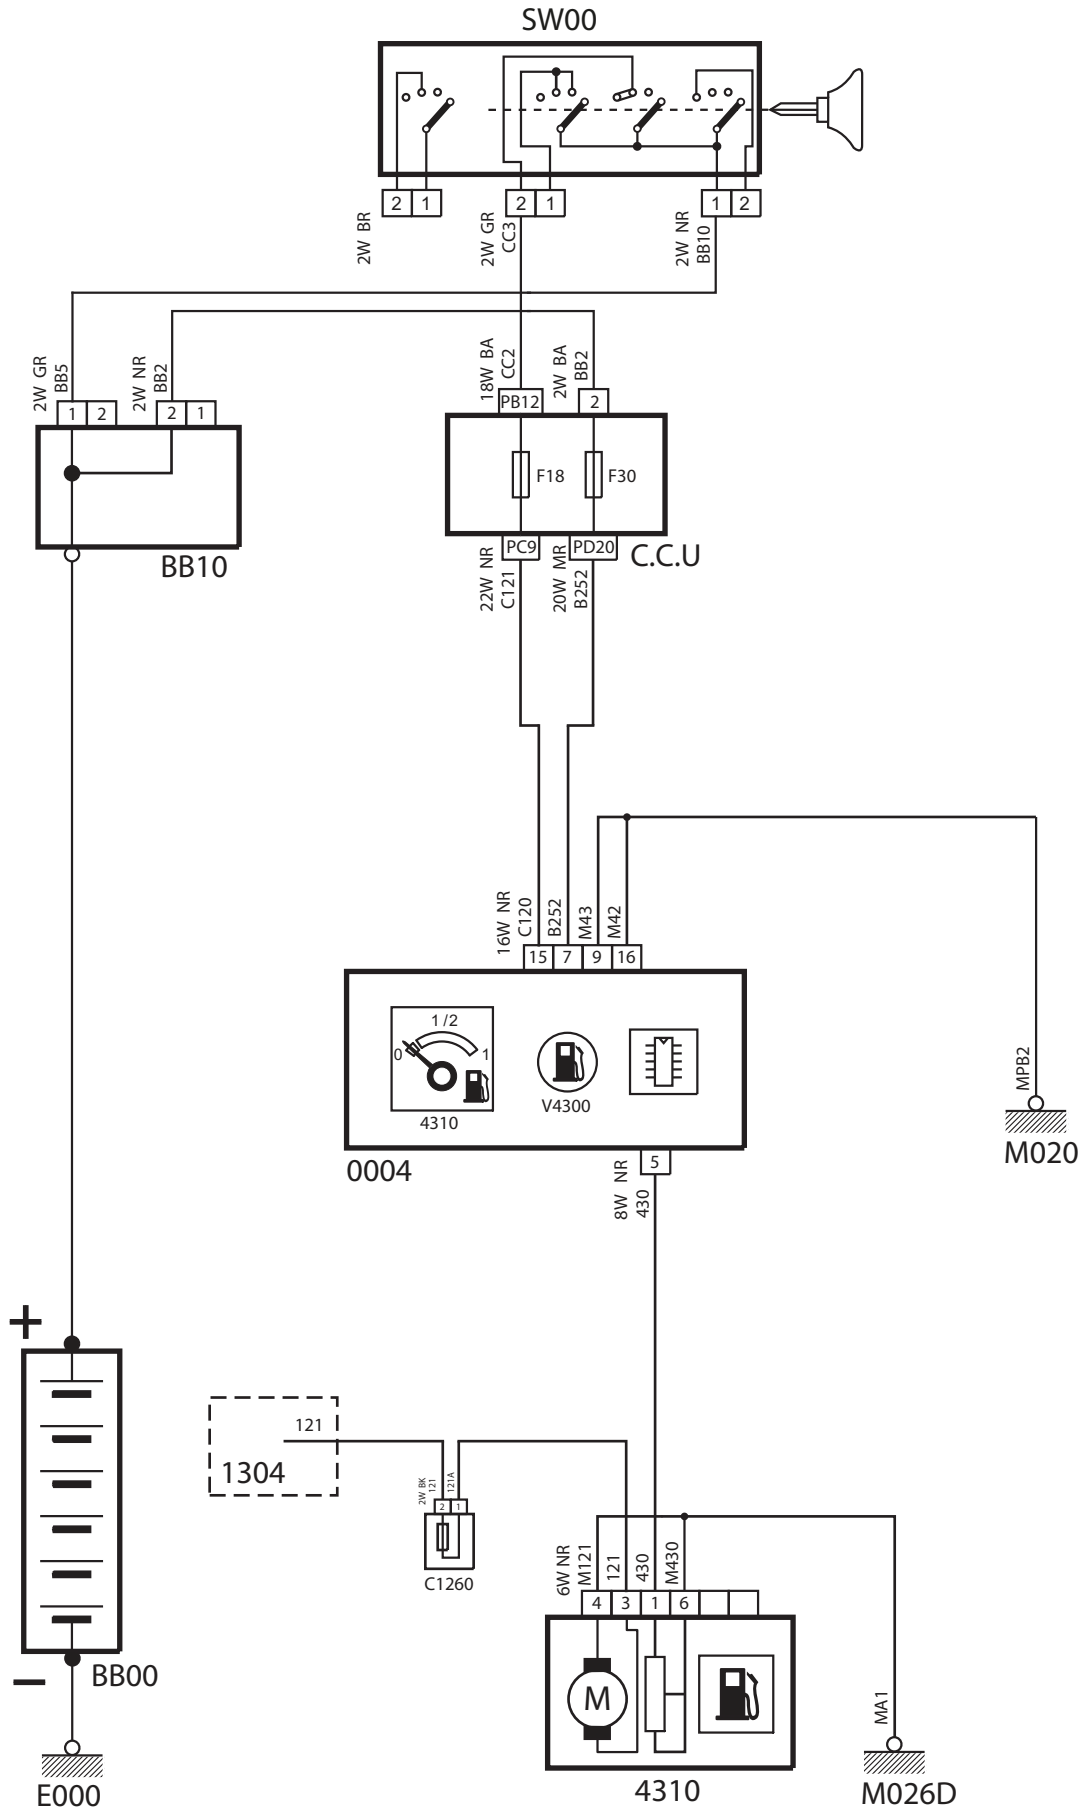 SW00
2 1
2 1
1 2
2W BR
2W GR
CC3
2W NR
BB10
2W GR
BB5
2W NR
BB2
18W BA
CC2
2W BA
BB2
1 2
2 1
PB12
2
F18
F30
BB10
PC9
PD20
C.C.U
22W NR
C121
20W MR
B252
16W NR
C120
B252
M43
M42
15 7 9 16
0
1/2
1
4310
V4300
0004
5
8W NR
430
MPB2
M020
+
121
1304
2W BK
121
121A
2 1
C1260
6W NR
M121
121
430
M430
4 3 1 6
M
4310
MA1
M026D
–
BB00
E000